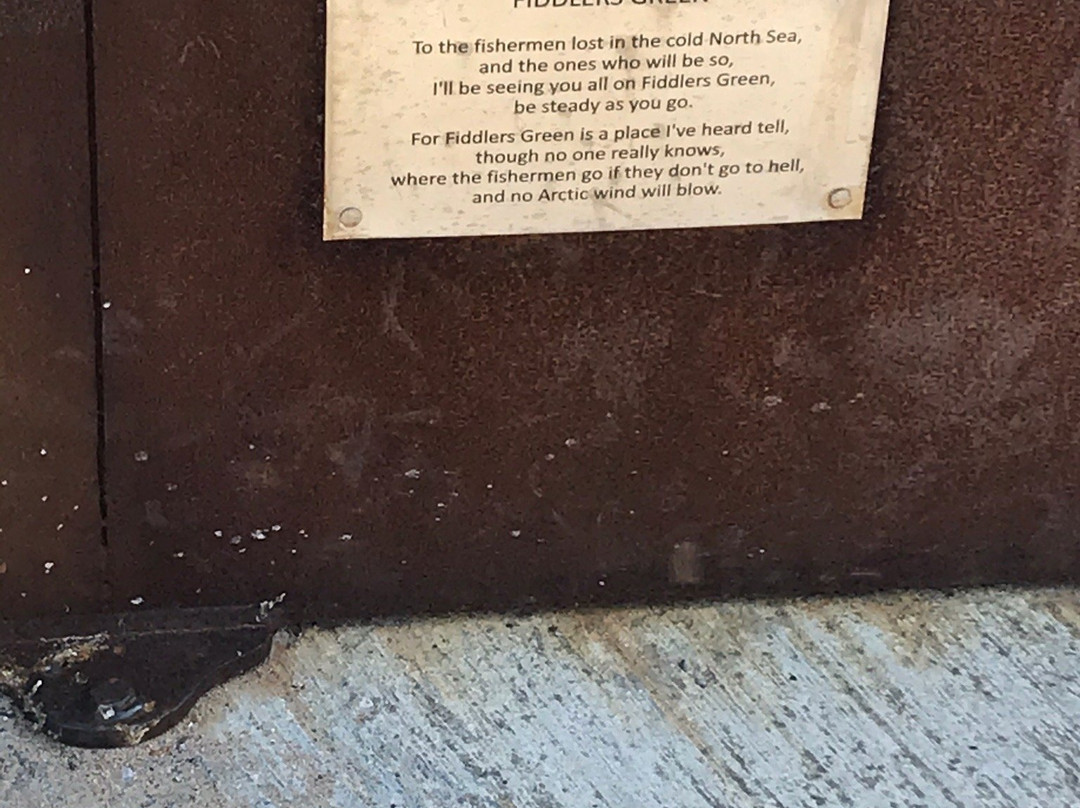 FIDDLERS GREEN
To the fishermen lost in the cold North Sea,
and the ones who will be so,
I'll be seeing you all on Fiddlers Green,
be steady as you go.
For Fiddlers Green is a place I've heard tell,
though no one really knows,
where the fishermen go if they don't go to hell,
and no Arctic wind will blow.